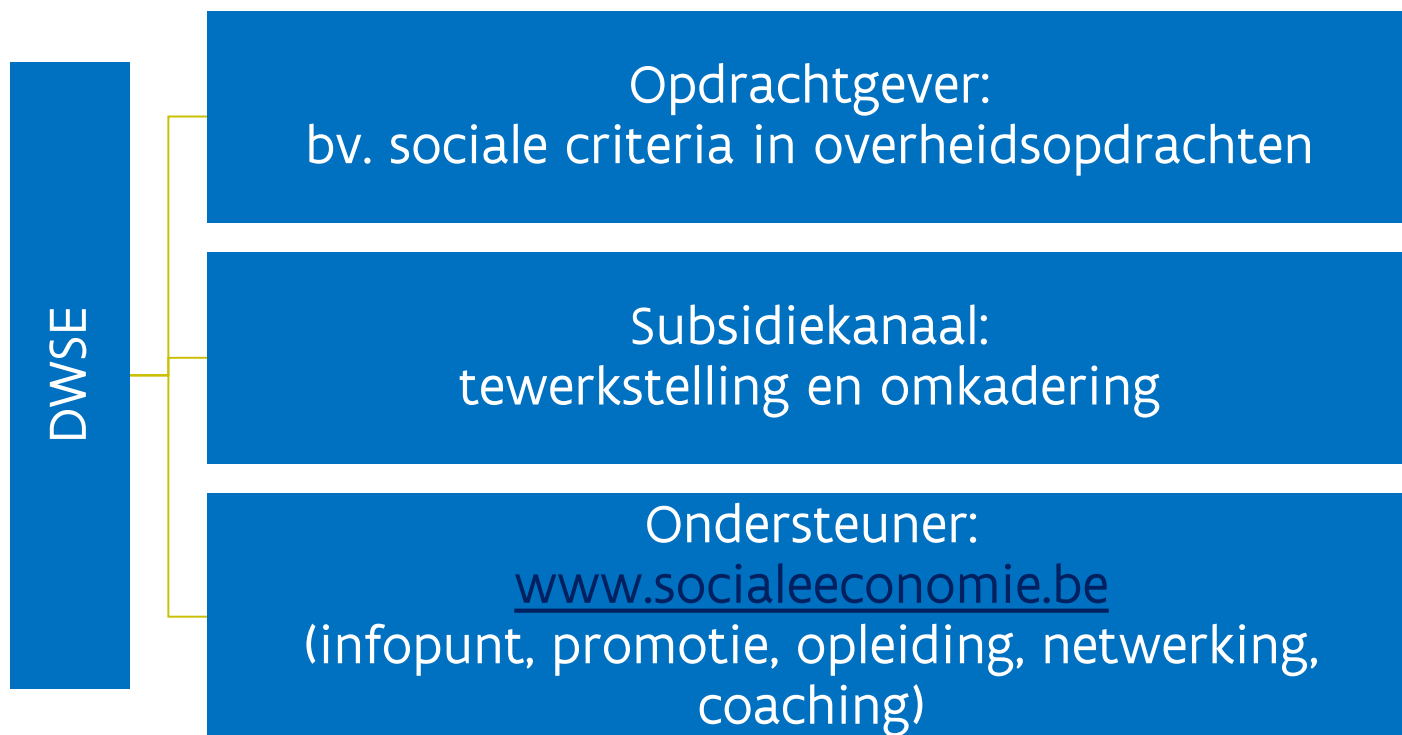 DWSE
Opdrachtgever:
bv. sociale criteria in overheidsopdrachten
Subsidiekanaal:
tewerkstelling en omkadering
Ondersteuner:
www.socialeeconomie.be
(infopunt, promotie, opleiding, netwerking,
coaching)